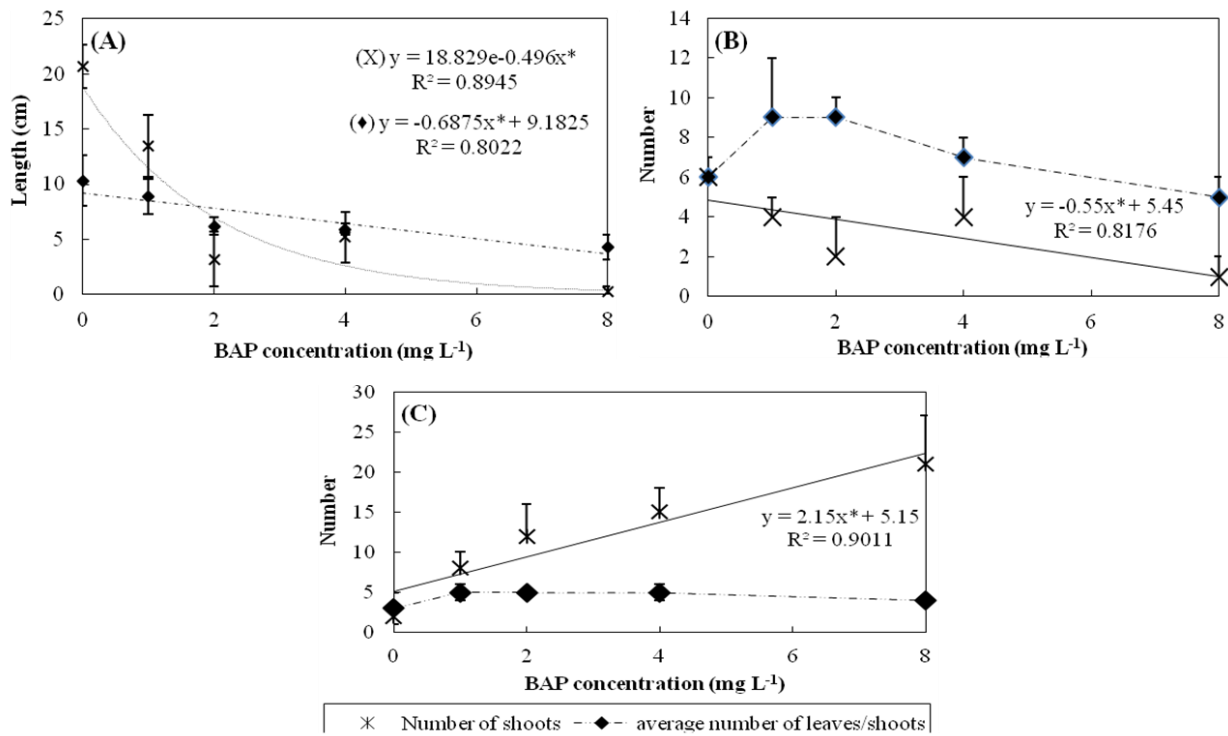 (A)
(X) y = 18.829e-0.496x*
R² = 0.8945
(♦) y = -0.6875x*+ 9.1825
R² = 0.8022
25
20
15
10
5
0
Length (cm)
0 2 4 6 8
BAP concentration (mg L⁻¹)
(B)
14
12
10
8
6
4
2
0
Number
y = -0.55x*+ 5.45
R² = 0.8176
0 2 4 6 8
BAP concentration (mg L⁻¹)
(C)
30
25
20
15
10
5
0
Number
y = 2.15x*+ 5.15
R² = 0.9011
0 2 4 6 8
BAP concentration (mg L⁻¹)
Number of shoots average number of leaves/shoots